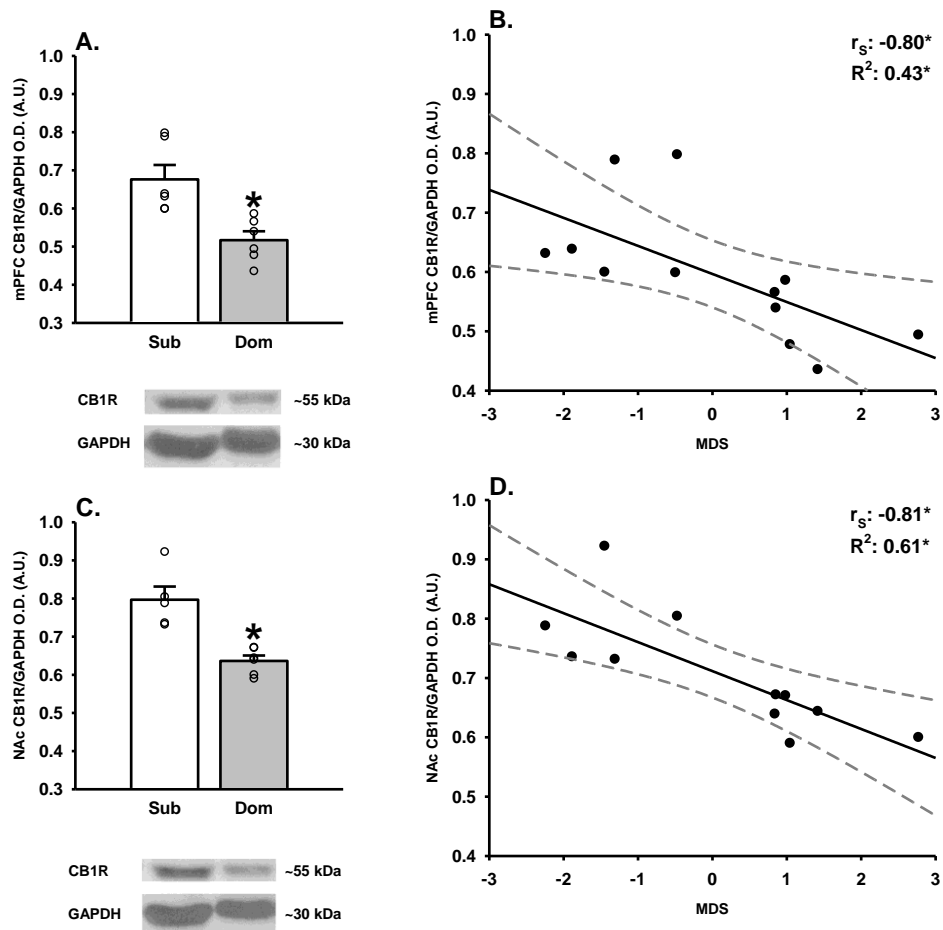 A.
mPFC CB1R/GAPDH O.D. (A.U.)
1.0
0.9
0.8
0.7
0.6
0.5
0.4
0.3
*
Sub Dom
CB1R ~55 kDa
GAPDH ~30 kDa
B.
r_S: -0.80*
R²: 0.43*
mPFC CB1R/GAPDH O.D. (A.U.)
1.0
0.9
0.8
0.7
0.6
0.5
0.4
-3 -2 -1 0 1 2 3
MDS
C.
NAc CB1R/GAPDH O.D. (A.U.)
1.0
0.9
0.8
0.7
0.6
0.5
0.4
0.3
*
Sub Dom
CB1R ~55 kDa
GAPDH ~30 kDa
D.
r_S: -0.81*
R²: 0.61*
NAc CB1R/GAPDH O.D. (A.U.)
1.0
0.9
0.8
0.7
0.6
0.5
0.4
-3 -2 -1 0 1 2 3
MDS